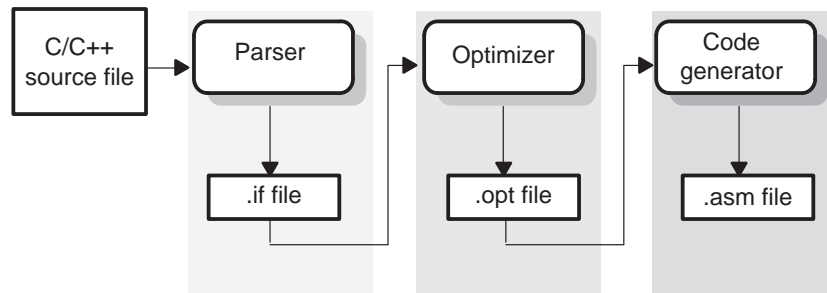 C/C++
source file
Parser
Optimizer
Code
generator
.if file
.opt file
.asm file